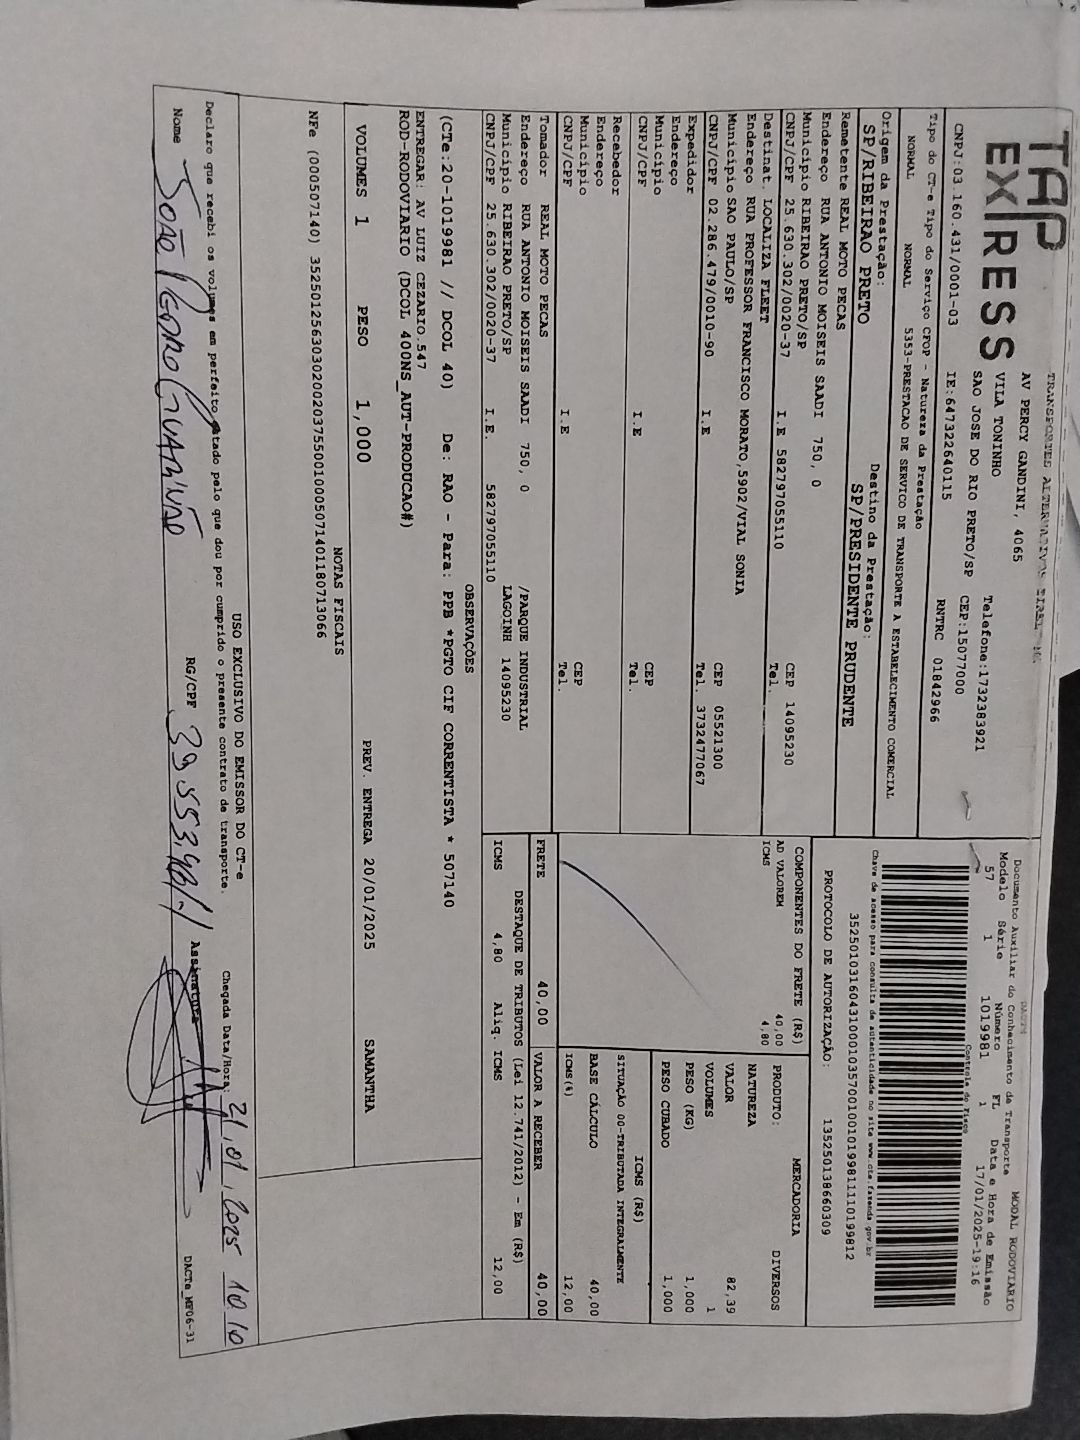 TAP
EXPRESS
AV PERCY GANDINI, 4065
VILA TONINHO Telefone:1732383921
SAO JOSE DO RIO PRETO/SP CEP:15077000
CNPJ:03.160.431/0001-03 IE:647322640115 RNTRC 01842966
Tipo do CT-e Tipo do Serviço CFOP - Natureza da Prestação
NORMAL NORMAL 5353-PRESTACAO DE SERVICO DE TRANSPORTE A ESTABELECIMENTO COMERCIAL
Origem da Prestação: Destino da Prestação:
SP/RIBEIRAO PRETO SP/PRESIDENTE PRUDENTE
DACTE MODAL RODOVIARIO
Documento Auxiliar do Conhecimento de Transporte
Modelo Série Número FL Data e Hora de Emissão
57 1 1019981 1 17/01/2025-19:16
Controle do Fisco
Chave de acesso para consulta de autenticidade no site www.cte.fazenda.gov.br
35250103160431000103570010010199811110199812
PROTOCOLO DE AUTORIZAÇÃO: 135250138660309
Remetente REAL MOTO PECAS
Endereço RUA ANTONIO MOISEIS SAADI 750, 0
Município RIBEIRAO PRETO/SP CEP 14095230
CNPJ/CPF 25.630.302/0020-37 I.E 582797055110 Tel.
Destinat. LOCALIZA FLEET
Endereço RUA PROFESSOR FRANCISCO MORATO,5902/VIAL SONIA
Município SAO PAULO/SP CEP 05521300
CNPJ/CPF 02.286.479/0010-90 I.E Tel. 3732477067
Expedidor
Endereço
Município CEP
CNPJ/CPF I.E Tel.
Recebedor
Endereço
Município CEP
CNPJ/CPF I.E Tel.
Tomador REAL MOTO PECAS
Endereço RUA ANTONIO MOISEIS SAADI 750, 0 /PARQUE INDUSTRIAL
Município RIBEIRAO PRETO/SP LAGOINH 14095230
CNPJ/CPF 25.630.302/0020-37 I.E. 582797055110
COMPONENTES DO FRETE (R$)
AD VALOREM 40,00
ICMS 4,80
FRETE 40,00
MERCADORIA
PRODUTO: DIVERSOS
NATUREZA
VALOR 82,39
VOLUMES 1
PESO (KG) 1,000
PESO CUBADO 1,000
ICMS (R$)
SITUAÇÃO 00-TRIBUTADA INTEGRALMENTE
BASE CÁLCULO 40,00
ICMS(%) 12,00
VALOR A RECEBER 40,00
DESTAQUE DE TRIBUTOS (Lei 12.741/2012) - Em (R$)
ICMS 4,80 Aliq. ICMS 12,00
OBSERVAÇÕES
(CTe:20-1019981 // DCOL 40) De: RAO - Para: PPB *PGTO CIF CORRENTISTA * 507140
ENTREGAR: AV LUIZ CEZARIO,547
ROD-RODOVIARIO (DCOL 400NS_AUT-PRODUCAO#)
VOLUMES 1 PESO 1,000 PREV. ENTREGA 20/01/2025 SAMANTHA
NOTAS FISCAIS
NFe (000507140) 35250125630302002037550010005071401180713066
USO EXCLUSIVO DO EMISSOR DO CT-e
Declaro que recebi os volumes em perfeito estado pelo que dou por cumprido o presente contrato de transporte. Chegada Data/Hora: 21.01.2025 10:10
Nome João Pedro RG/CPF Assinatura
DACTe_MF06-31